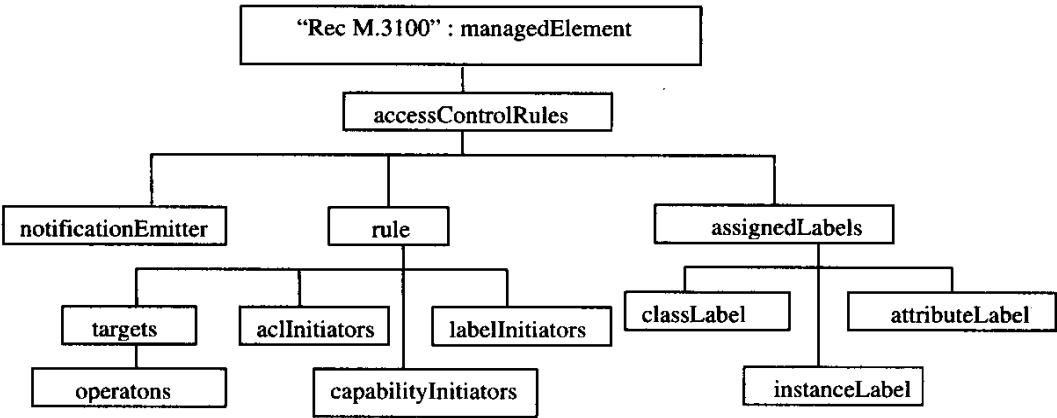 “Rec M.3100” : managedElement
accessControlRules
notificationEmitter
rule
assignedLabels
targets
aclInitiators
labelInitiators
classLabel
attributeLabel
operatons
capabilityInitiators
instanceLabel